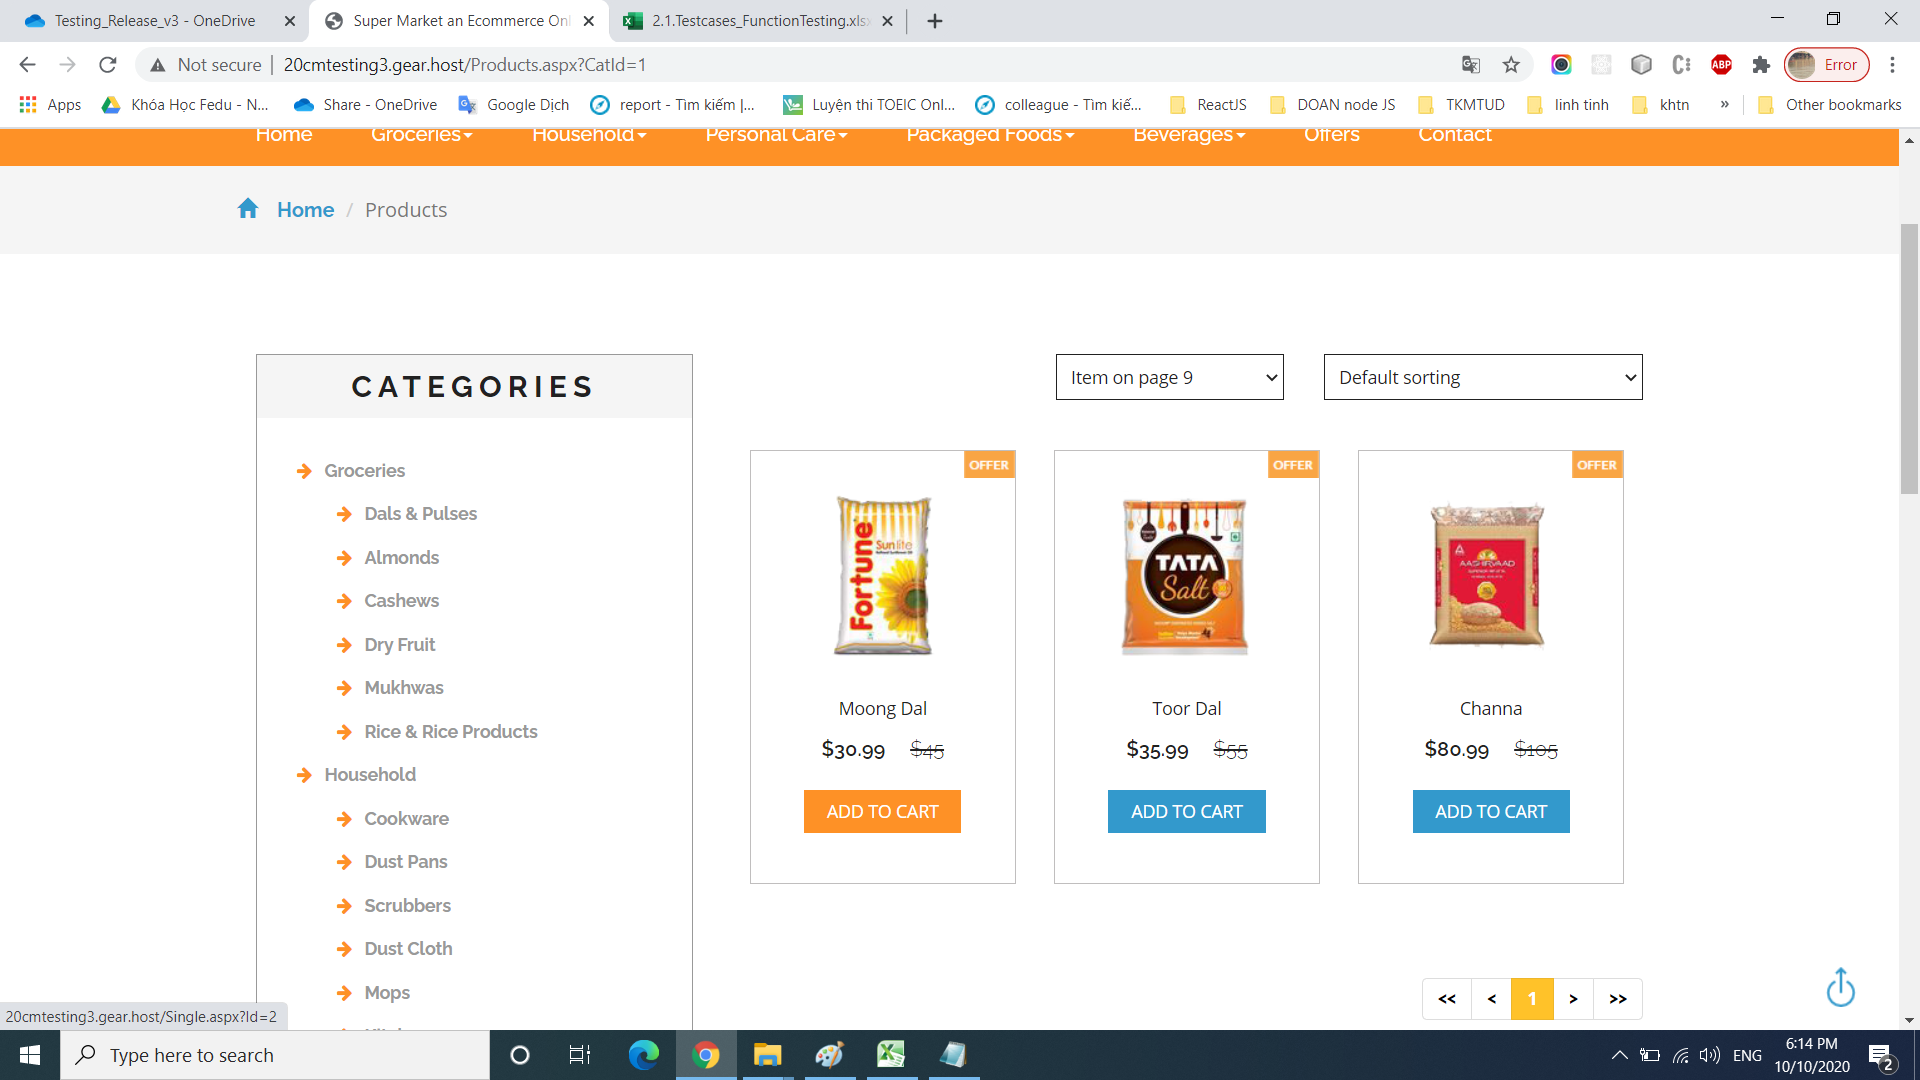 Testing_Release_v3 - OneDrive
Super Market an Ecommerce Onl
2.1.Testcases_FunctionTesting.xlsx
Not secure | 20cmtesting3.gear.host/Products.aspx?CatId=1
ABP
Error
Apps
Khóa Học Fedu - N...
Share - OneDrive
Google Dịch
report - Tìm kiếm |...
Luyện thi TOEIC Onl...
colleague - Tìm kiế...
ReactJS
DOAN node JS
TKMTUD
linh tinh
khtn
»
Other bookmarks
Home
Groceries
Household
Personal Care
Packaged Foods
Beverages
Offers
Contact
Home / Products
CATEGORIES
Groceries
Dals & Pulses
Almonds
Cashews
Dry Fruit
Mukhwas
Rice & Rice Products
Household
Cookware
Dust Pans
Scrubbers
Dust Cloth
Mops
Item on page 9
Default sorting
OFFER
Fortune
Sunlite
Moong Dal
$30.99 $45
ADD TO CART
OFFER
TATA
Salt
Toor Dal
$35.99 $55
ADD TO CART
OFFER
AASHIRVAAD
Channa
$80.99 $105
ADD TO CART
<< < 1 > >>
20cmtesting3.gear.host/Single.aspx?Id=2
Type here to search
ENG
6:14 PM
10/10/2020
2